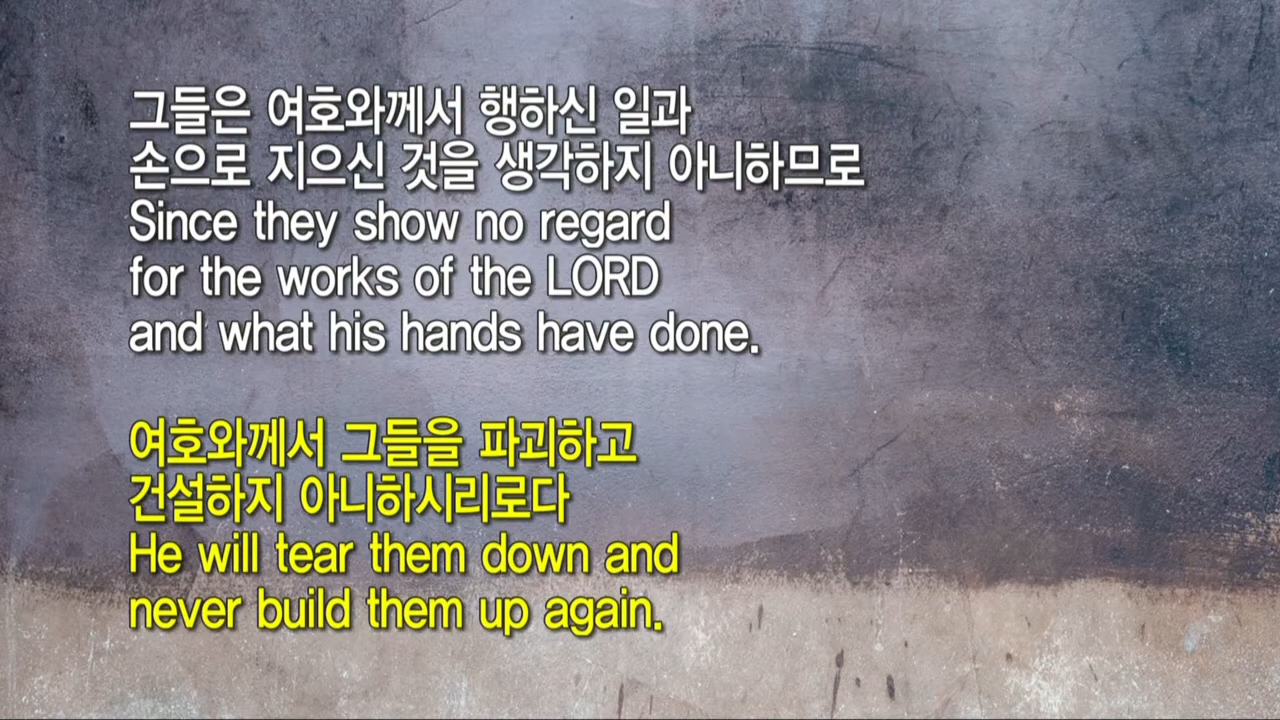 그들은 여호와께서 행하신 일과
손으로 지으신 것을 생각하지 아니하므로
Since they show no regard
for the works of the LORD
and what his hands have done.
여호와께서 그들을 파괴하고
건설하지 아니하시리로다
He will tear them down and
never build them up again.